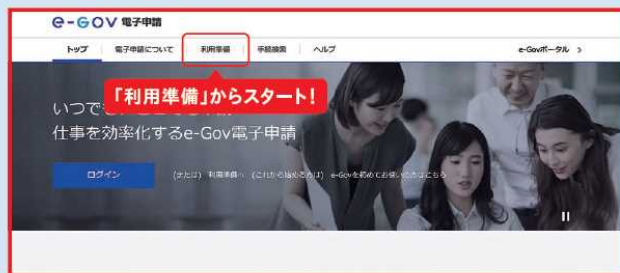 e-Gov 電子申請
トップ 電子申請について 利用準備 手続検索 ヘルプ e-Govポータル >
「利用準備」からスタート!
いつで
仕事を効率化するe-Gov電子申請
ログイン (または) 利用準備へ (これから始める方は) e-Govを初めてお使いの方はこちら